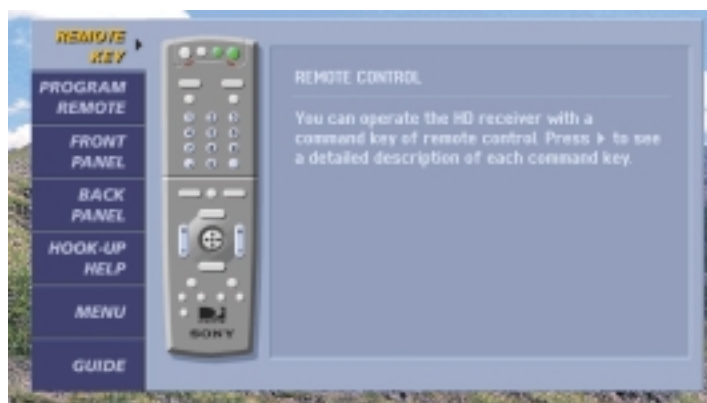 REMOTE
KEY
PROGRAM
REMOTE
FRONT
PANEL
BACK
PANEL
HOOK-UP
HELP
MENU
GUIDE
SONY
REMOTE CONTROL
You can operate the HD receiver with a
command key of remote control. Press ▶ to see
a detailed description of each command key.